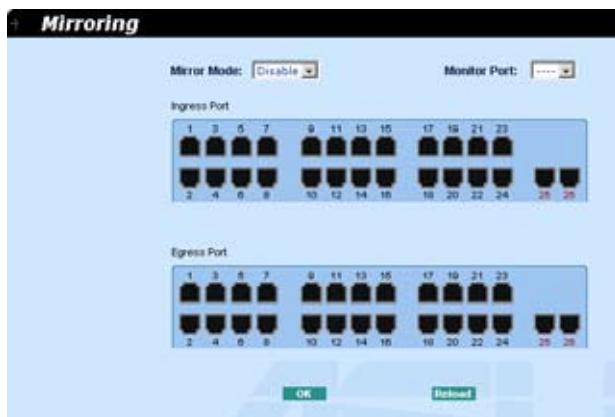 Mirroring
Mirror Mode: Disable Monitor Port: ----
Ingress Port
1 3 5 7 9 11 13 15 17 19 21 23
2 4 6 8 10 12 14 16 18 20 22 24 25 26
Egress Port
1 3 5 7 9 11 13 15 17 19 21 23
2 4 6 8 10 12 14 16 18 20 22 24 25 26
OK Reload